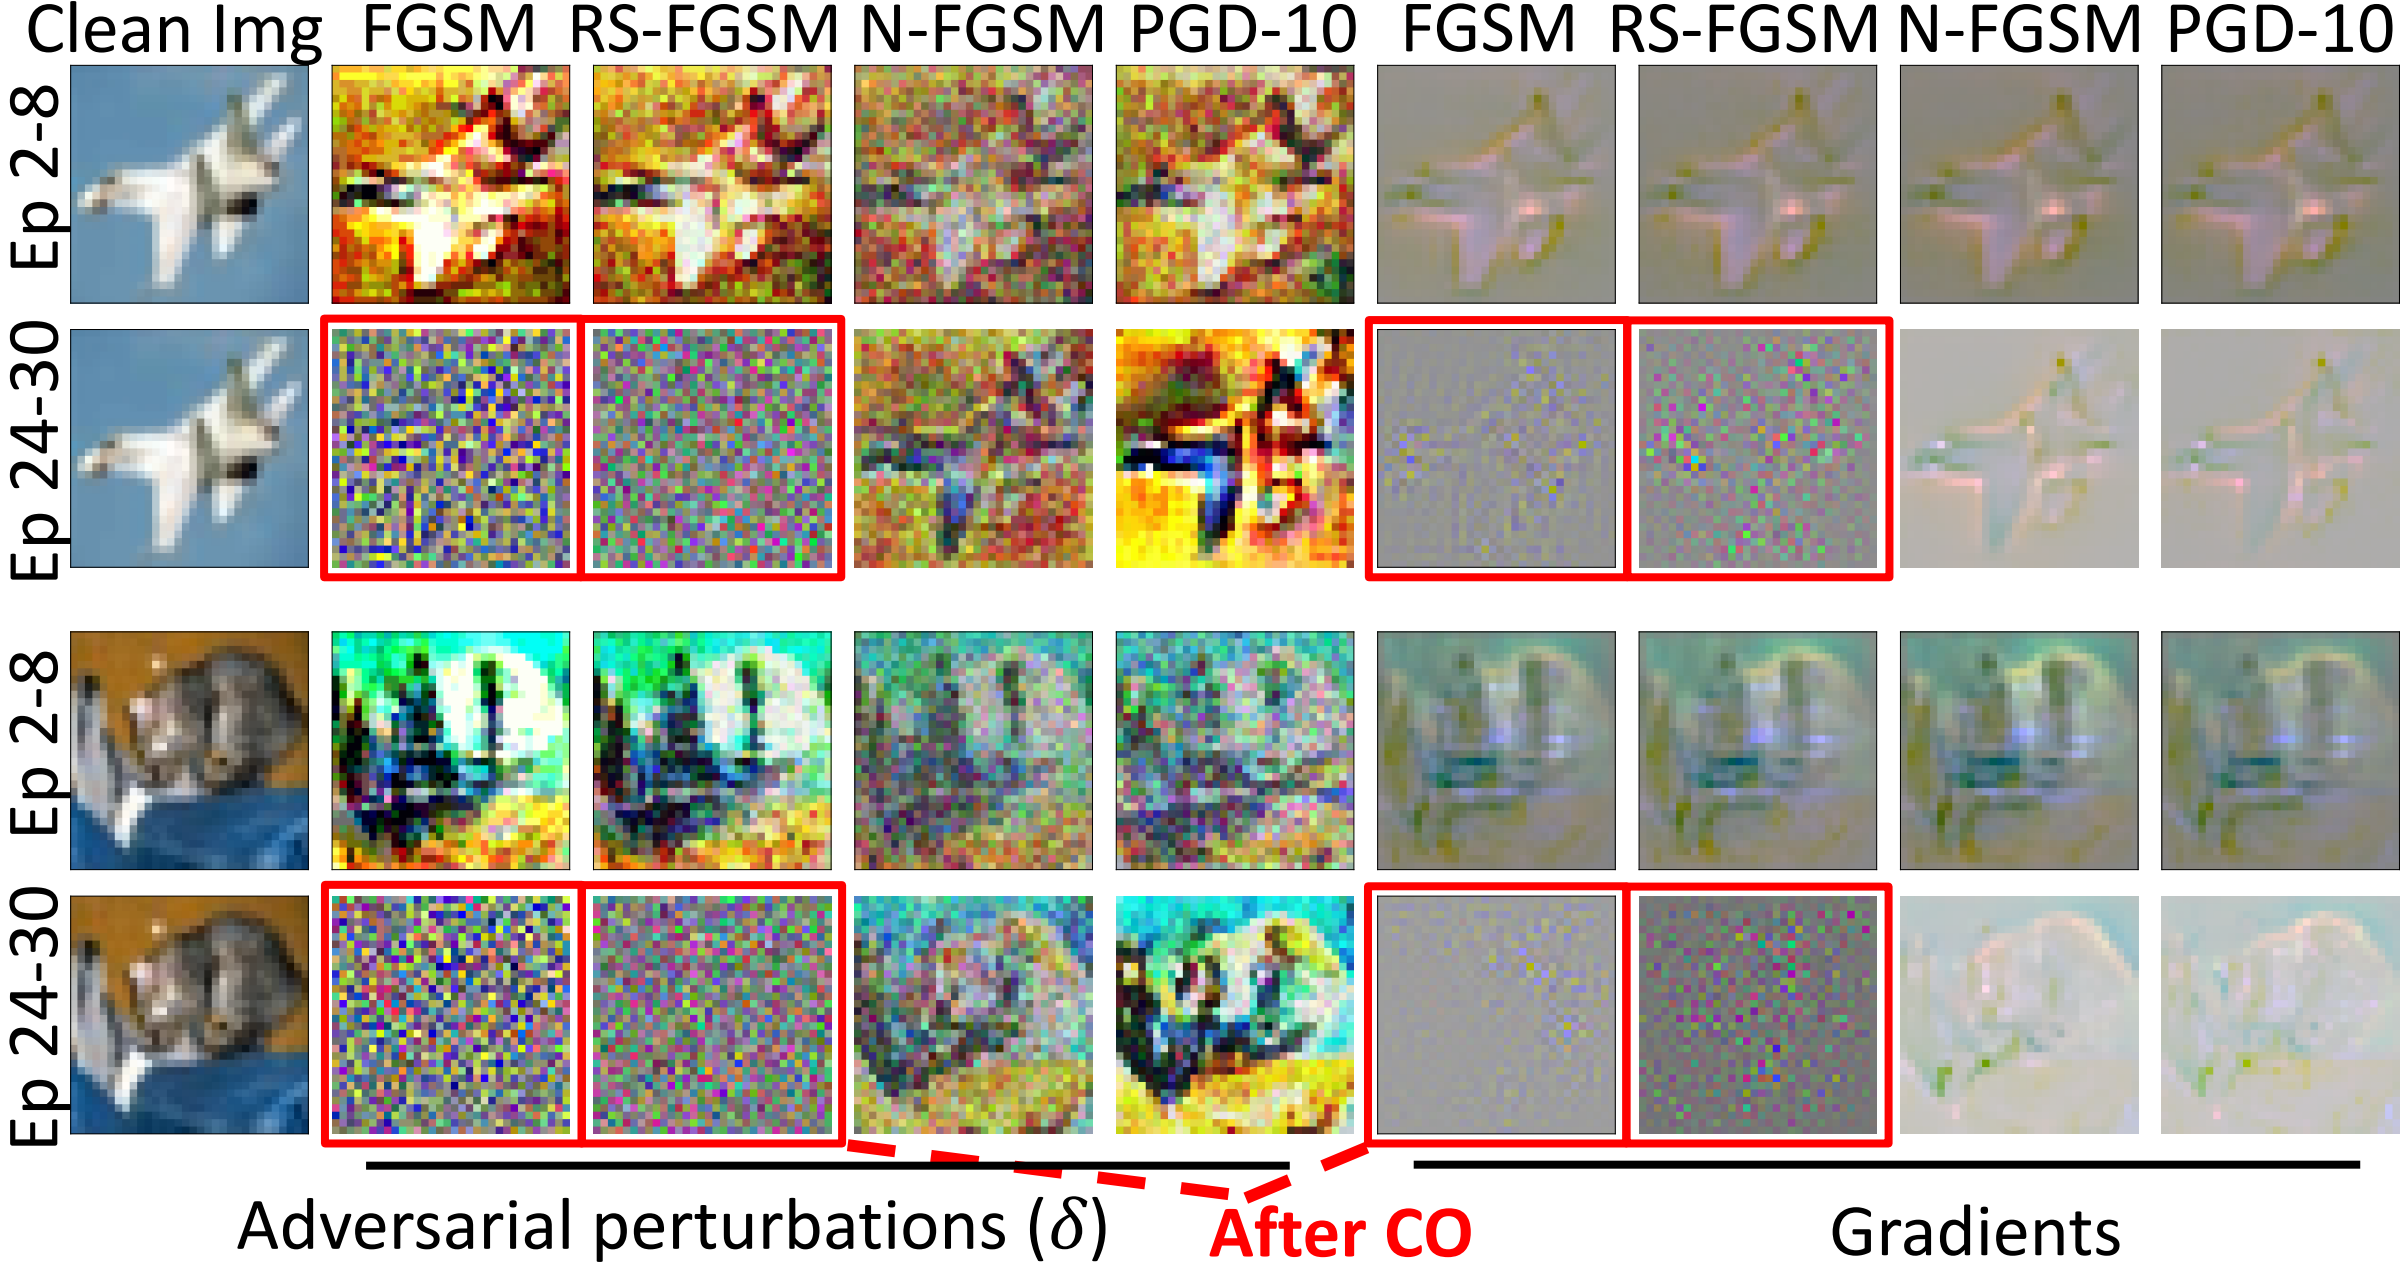 Clean Img FGSM RS-FGSM N-FGSM PGD-10 FGSM RS-FGSM N-FGSM PGD-10
Ep 2-8
Ep 24-30
Ep 2-8
Ep 24-30
Adversarial perturbations (δ) After CO Gradients